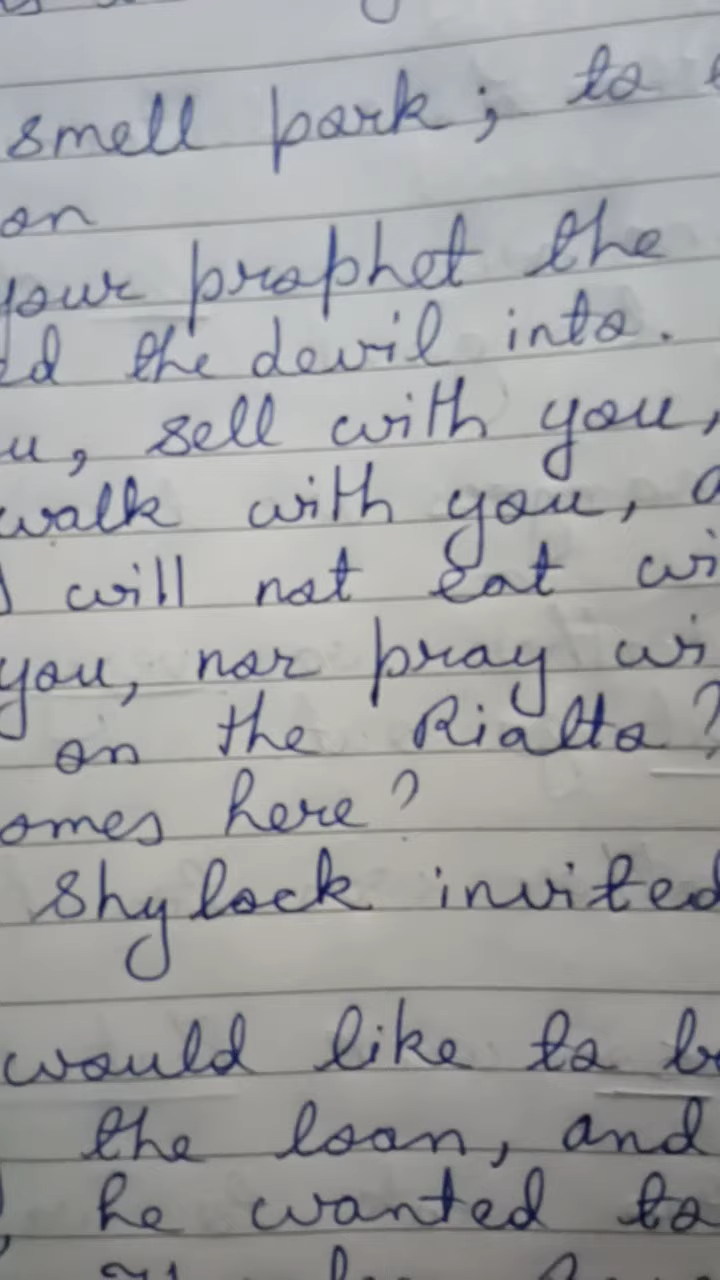 smell pork; to
on
your prophet the
the devil into.
sell with you,
walk with you,
will not eat
you, nor pray
on the Rialto?
here?
Shylock invited
would like to
the loan, and
he wanted to